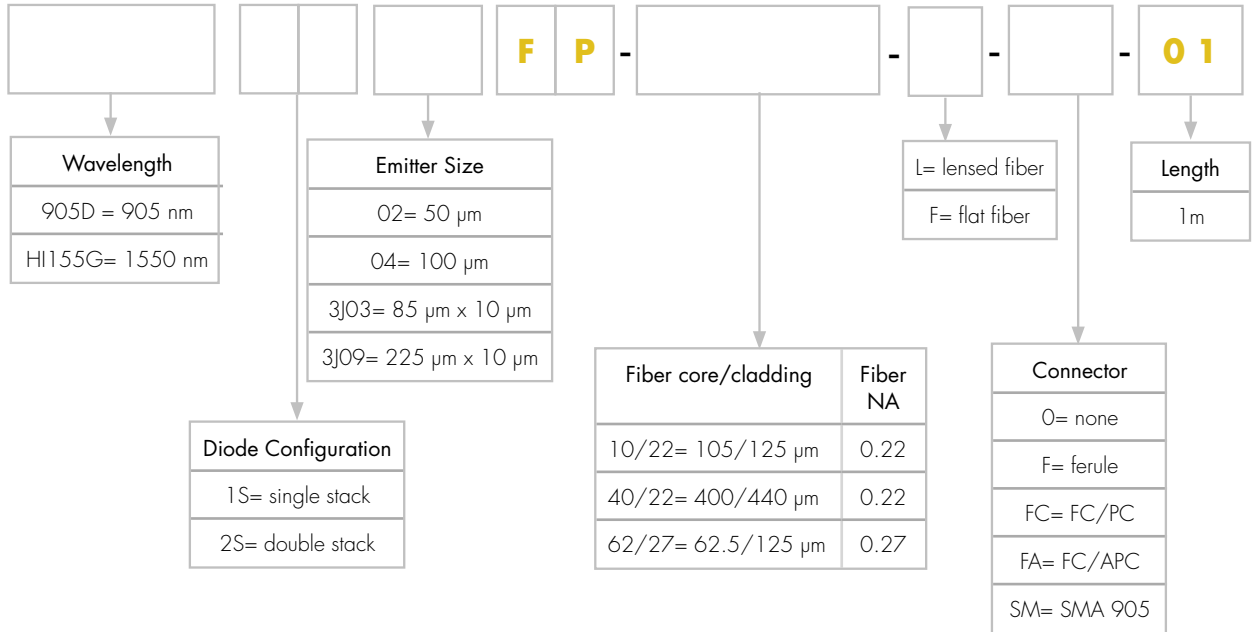 F P - - - - 0 1
Wavelength
905D = 905 nm
HI155G= 1550 nm
Diode Configuration
1S= single stack
2S= double stack
Emitter Size
02= 50 µm
04= 100 µm
3J03= 85 µm x 10 µm
3J09= 225 µm x 10 µm
Fiber core/cladding Fiber
NA
10/22= 105/125 µm 0.22
40/22= 400/440 µm 0.22
62/27= 62.5/125 µm 0.27
L= lensed fiber
F= flat fiber
Connector
0= none
F= ferule
FC= FC/PC
FA= FC/APC
SM= SMA 905
Length
1m